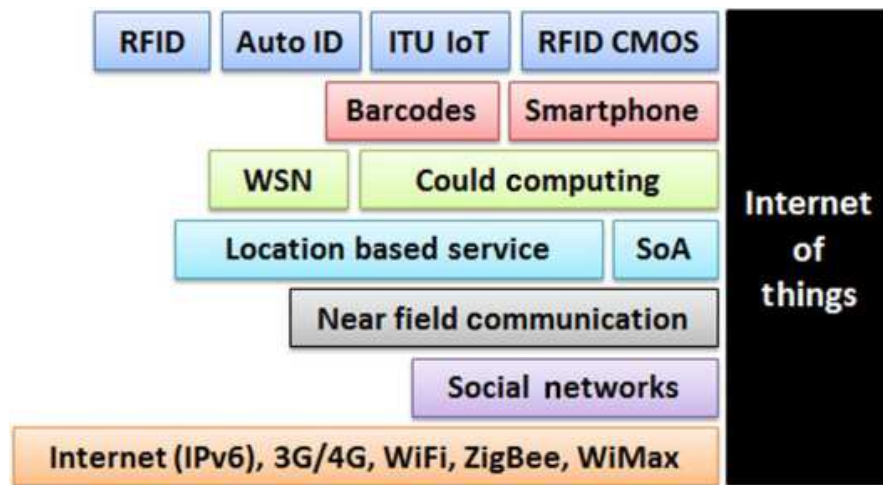 RFID Auto ID ITU IoT RFID CMOS
Barcodes Smartphone
WSN Could computing
Location based service SoA
Near field communication
Social networks
Internet (IPv6), 3G/4G, WiFi, ZigBee, WiMax
Internet
of
things